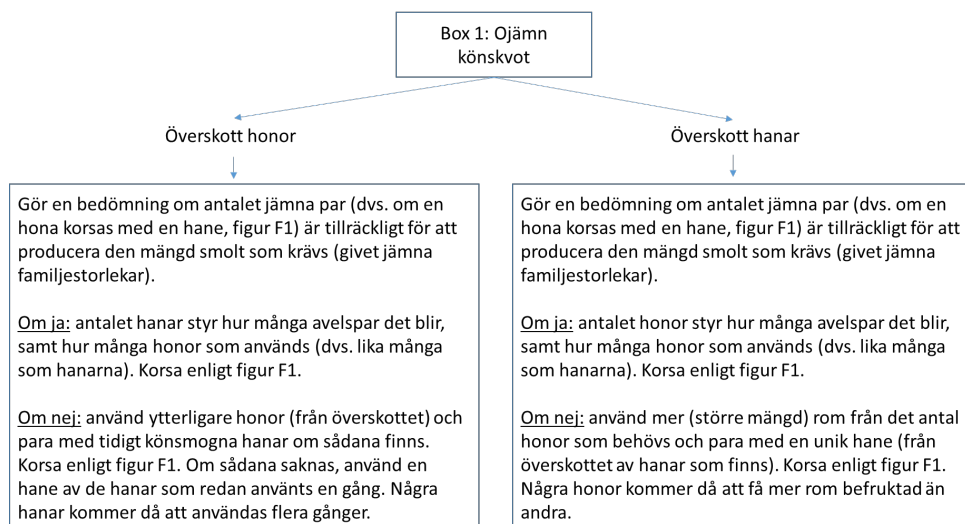 Box 1: Ojämn
könskvot
Överskott honor
Överskott hanar
Gör en bedömning om antalet jämna par (dvs. om en
hona korsas med en hane, figur F1) är tillräckligt för att
producera den mängd smolt som krävs (givet jämna
familjestorlekar).
Om ja: antalet hanar styr hur många avelspar det blir,
samt hur många honor som används (dvs. lika många
som hanarna). Korsa enligt figur F1.
Om nej: använd ytterligare honor (från överskottet) och
para med tidigt könsmogna hanar om sådana finns.
Korsa enligt figur F1. Om sådana saknas, använd en
hane av de hanar som redan använts en gång. Några
hanar kommer då att användas flera gånger.
Gör en bedömning om antalet jämna par (dvs. om en
hona korsas med en hane, figur F1) är tillräckligt för att
producera den mängd smolt som krävs (givet jämna
familjestorlekar).
Om ja: antalet honor styr hur många avelspar det blir,
samt hur många honor som används (dvs. lika många
som hanarna). Korsa enligt figur F1.
Om nej: använd mer (större mängd) rom från det antal
honor som behövs och para med en unik hane (från
överskottet av hanar som finns). Korsa enligt figur F1.
Några honor kommer då att få mer rom befruktad än
andra.